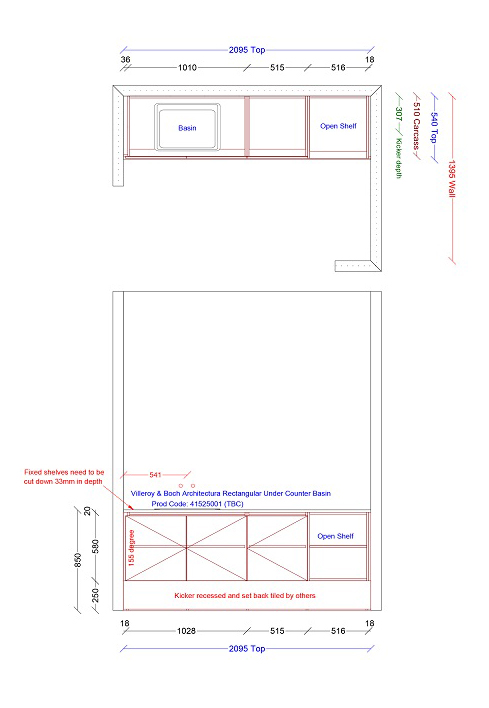 2095 Top
36 1010 515 516 18
Basin
Open Shelf
307
Kicker depth
510 Carcass
540 Top
1395 Wall
Fixed shelves need to be
cut down 33mm in depth
541
Villeroy & Boch Architectura Rectangular Under Counter Basin
Prod Code: 41525001 (TBC)
155 degree
Open Shelf
20
580
850
250
Kicker recessed and set back tiled by others
18 1028 515 516 18
2095 Top